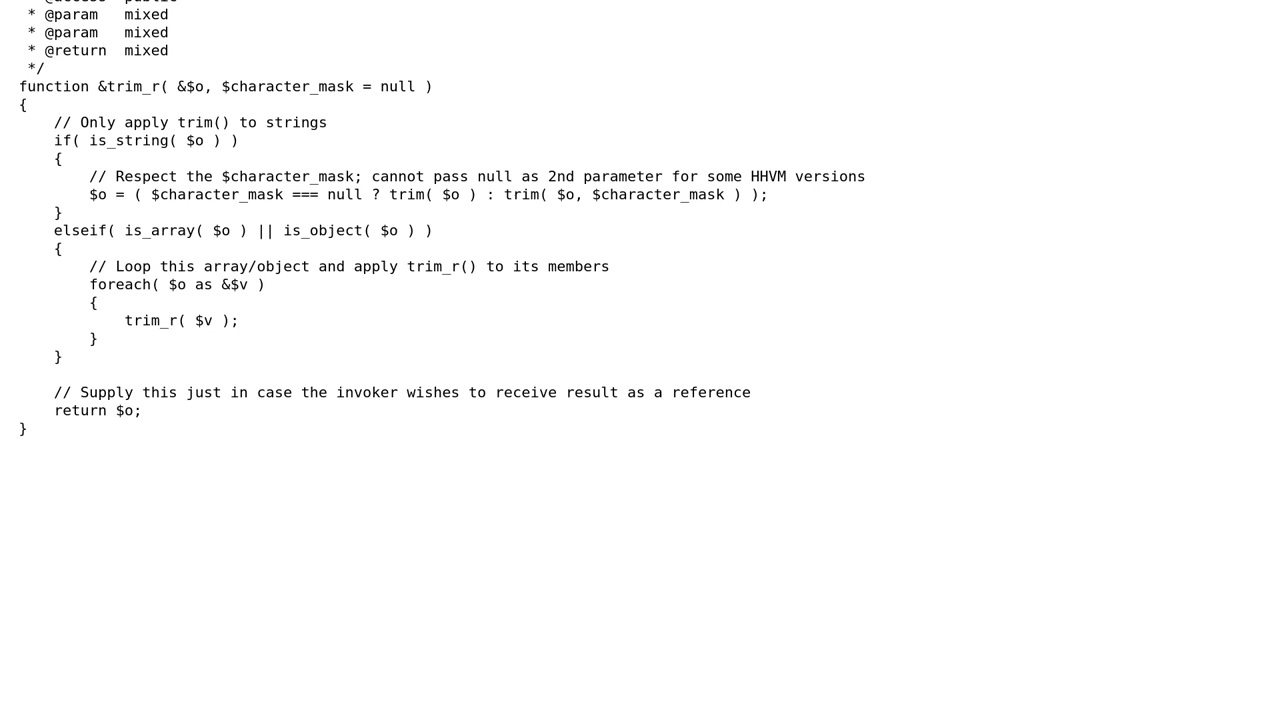 * @access  public
 * @param   mixed
 * @param   mixed
 * @return  mixed
 */
function &trim_r( &$o, $character_mask = null )
{
    // Only apply trim() to strings
    if( is_string( $o ) )
    {
        // Respect the $character_mask; cannot pass null as 2nd parameter for some HHVM versions
        $o = ( $character_mask === null ? trim( $o ) : trim( $o, $character_mask ) );
    }
    elseif( is_array( $o ) || is_object( $o ) )
    {
        // Loop this array/object and apply trim_r() to its members
        foreach( $o as &$v )
        {
            trim_r( $v );
        }
    }

    // Supply this just in case the invoker wishes to receive result as a reference
    return $o;
}